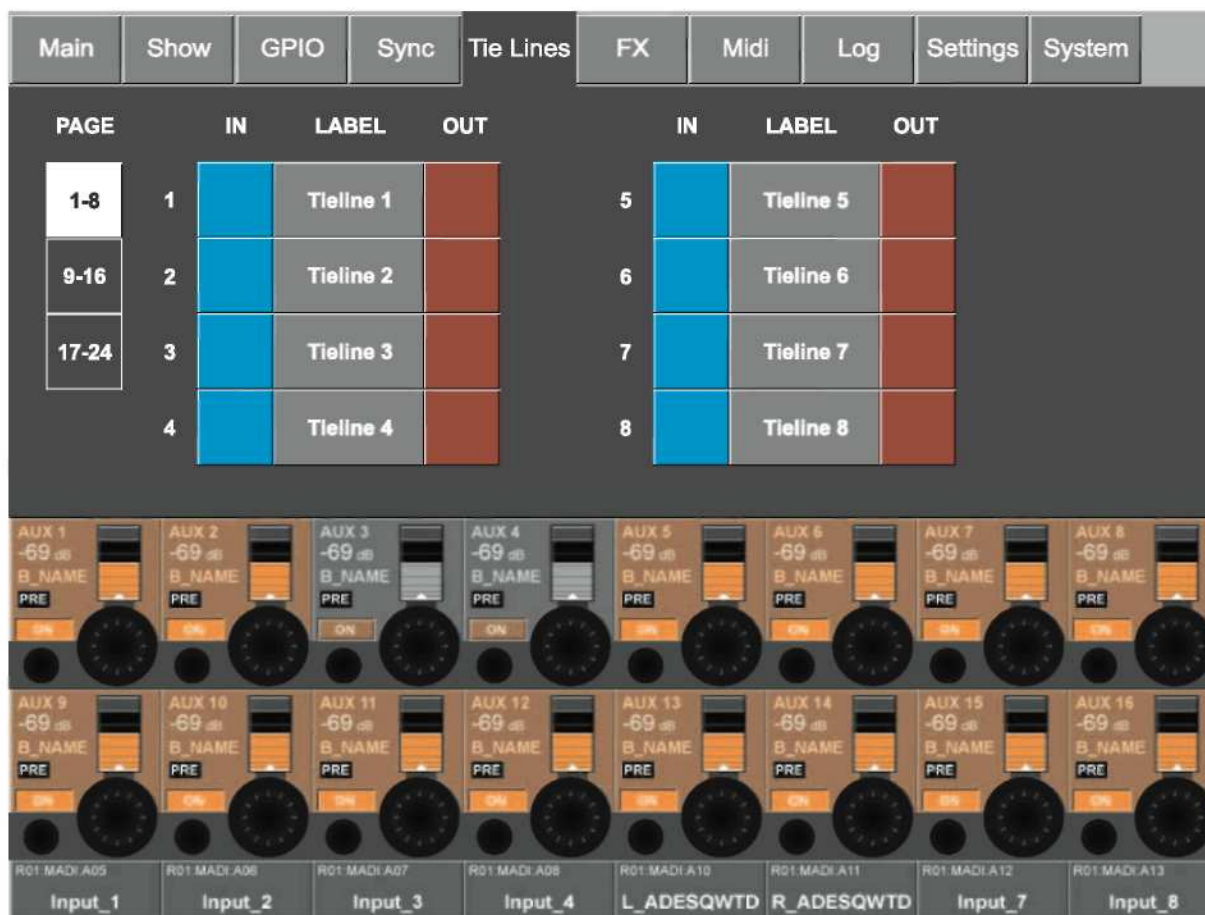 Main Show GPIO Sync Tie Lines FX Midi Log Settings System
PAGE IN LABEL OUT IN LABEL OUT
1-8 1 Tieline 1 5 Tieline 5
9-16 2 Tieline 2 6 Tieline 6
17-24 3 Tieline 3 7 Tieline 7
4 Tieline 4 8 Tieline 8
AUX 1 AUX 2 AUX 3 AUX 4 AUX 5 AUX 6 AUX 7 AUX 8
-69 dB -69 dB -69 dB -69 dB -69 dB -69 dB -69 dB -69 dB
B_NAME B_NAME B_NAME B_NAME B_NAME B_NAME B_NAME B_NAME
PRE PRE PRE PRE PRE PRE PRE PRE
ON ON ON ON ON ON ON ON
AUX 9 AUX 10 AUX 11 AUX 12 AUX 13 AUX 14 AUX 15 AUX 16
-69 dB -69 dB -69 dB -69 dB -69 dB -69 dB -69 dB -69 dB
B_NAME B_NAME B_NAME B_NAME B_NAME B_NAME B_NAME B_NAME
PRE PRE PRE PRE PRE PRE PRE PRE
ON ON ON ON ON ON ON ON
R01:MADI:A05 R01:MADI:A06 R01:MADI:A07 R01:MADI:A08 R01:MADI:A10 R01:MADI:A11 R01:MADI:A12 R01:MADI:A13
Input_1 Input_2 Input_3 Input_4 L_ADESQWTD R_ADESQWTD Input_7 Input_8